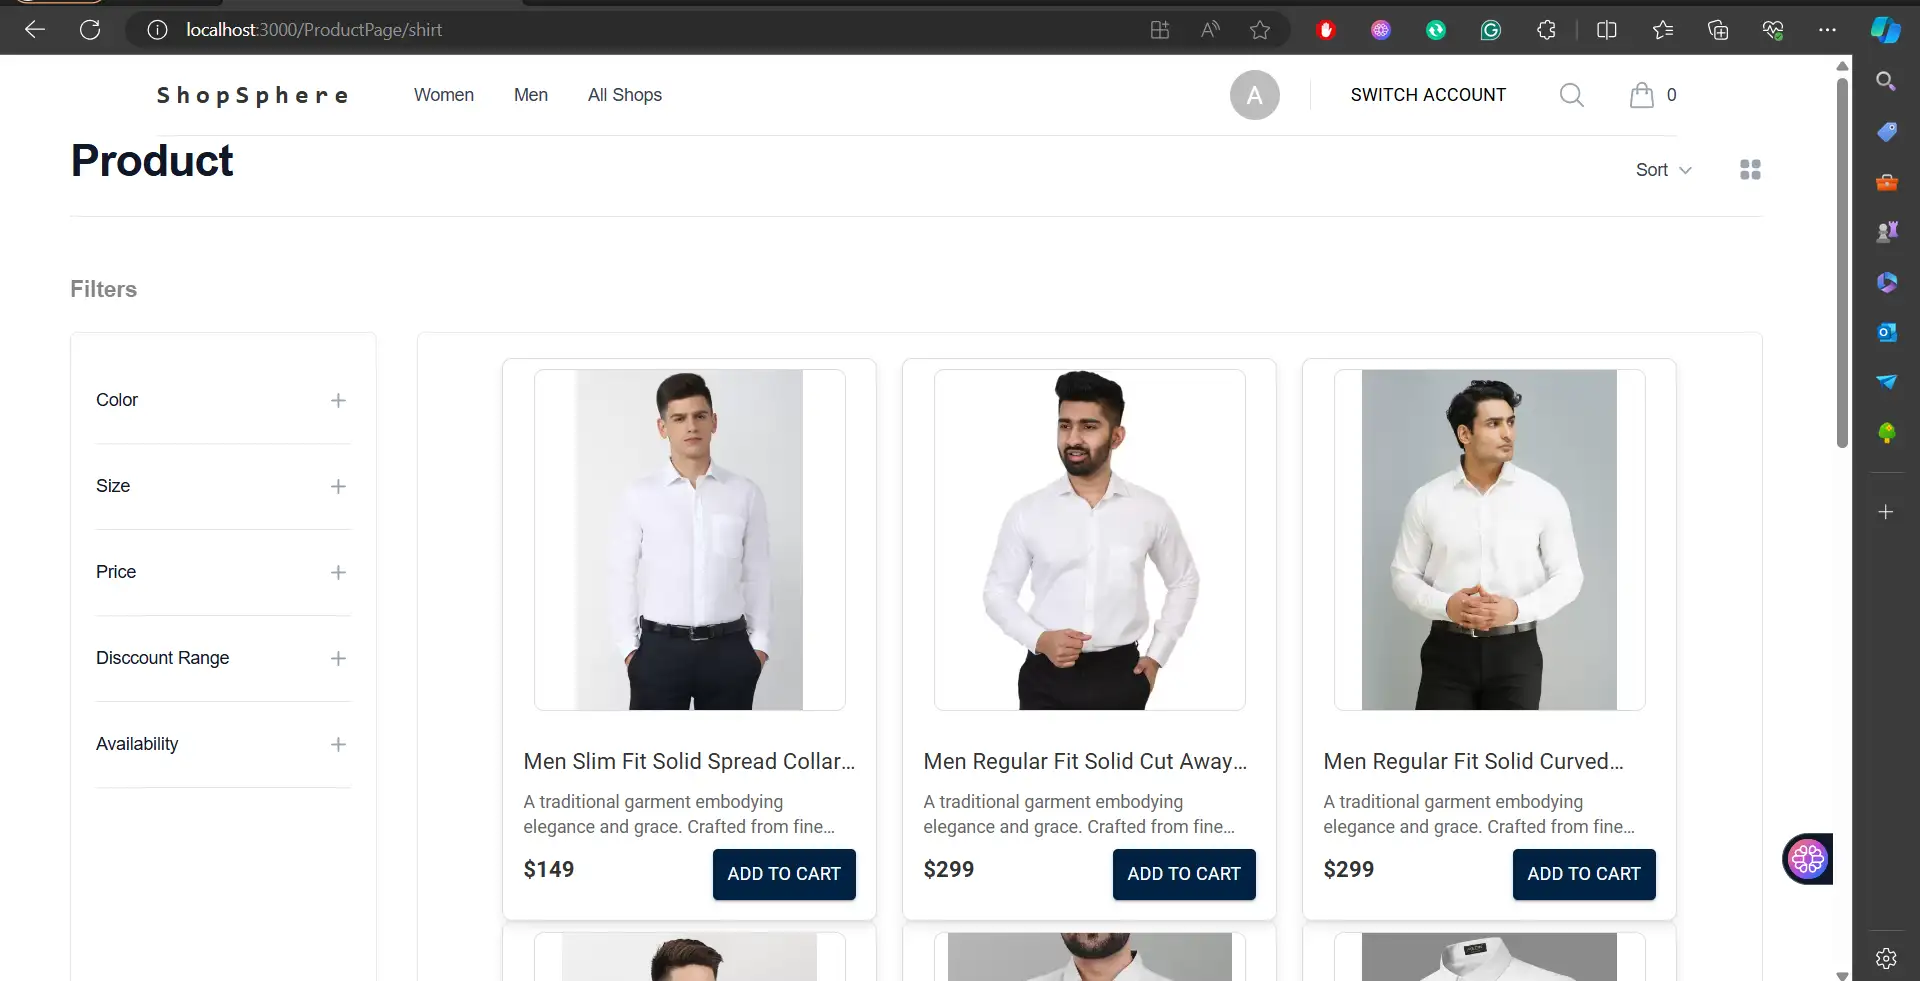 localhost:3000/ProductPage/shirt
ShopSphere
Women
Men
All Shops
A
SWITCH ACCOUNT
0
Product
Sort
Filters
Color
Size
Price
Disccount Range
Availability
Men Slim Fit Solid Spread Collar...
A traditional garment embodying
elegance and grace. Crafted from fine...
$149
ADD TO CART
Men Regular Fit Solid Cut Away...
A traditional garment embodying
elegance and grace. Crafted from fine...
$299
ADD TO CART
Men Regular Fit Solid Curved...
A traditional garment embodying
elegance and grace. Crafted from fine...
$299
ADD TO CART